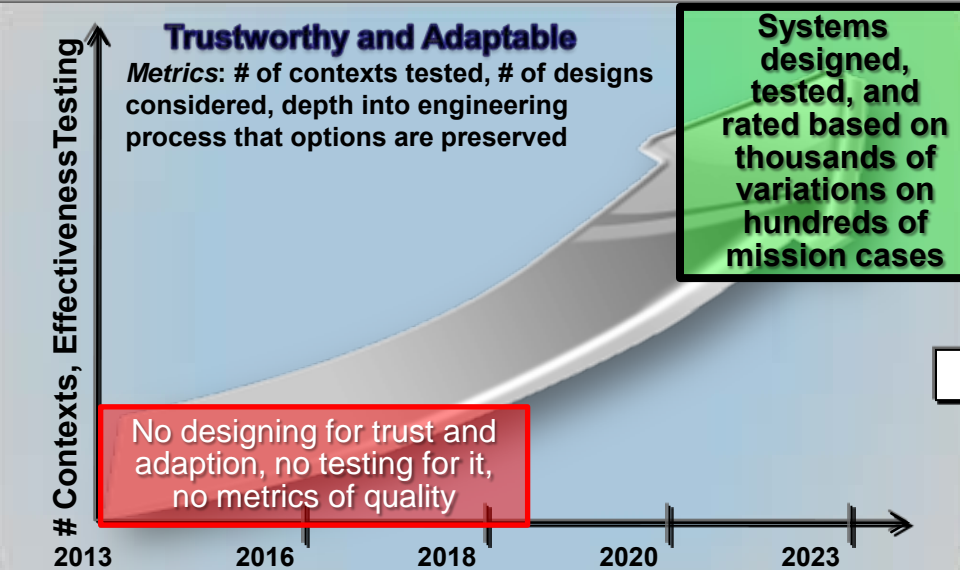 Trustworthy and Adaptable
Metrics: # of contexts tested, # of designs
considered, depth into engineering
process that options are preserved
Systems
designed,
tested, and
rated based on
thousands of
variations on
hundreds of
mission cases
# Contexts, EffectivenessTesting
No designing for trust and
adaption, no testing for it,
no metrics of quality
2013 2016 2018 2020 2023